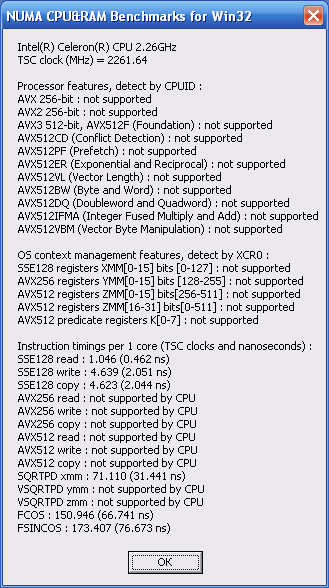 NUMA CPU&RAM Benchmarks for Win32
Intel(R) Celeron(R) CPU 2.26GHz
TSC clock (MHz) = 2261.64
Processor features, detect by CPUID :
AVX 256-bit : not supported
AVX2 256-bit : not supported
AVX3 512-bit, AVX512F (Foundation) : not supported
AVX512CD (Conflict Detection) : not supported
AVX512PF (Prefetch) : not supported
AVX512ER (Exponential and Reciprocal) : not supported
AVX512VL (Vector Length) : not supported
AVX512BW (Byte and Word) : not supported
AVX512DQ (Doubleword and Quadword) : not supported
AVX512IFMA (Integer Fused Multiply and Add) : not supported
AVX512VBM (Vector Byte Manipulation) : not supported
OS context management features, detect by XCR0 :
SSE128 registers XMM[0-15] bits [0-127] : not supported
AVX256 registers YMM[0-15] bits [128-255] : not supported
AVX512 registers ZMM[0-15] bits[256-511] : not supported
AVX512 registers ZMM[16-31] bits[0-511] : not supported
AVX512 predicate registers K[0-7] : not supported
Instruction timings per 1 core (TSC clocks and nanoseconds) :
SSE128 read : 1.046 (0.462 ns)
SSE128 write : 4.639 (2.051 ns)
SSE128 copy : 4.623 (2.044 ns)
AVX256 read : not supported by CPU
AVX256 write : not supported by CPU
AVX256 copy : not supported by CPU
AVX512 read : not supported by CPU
AVX512 write : not supported by CPU
AVX512 copy : not supported by CPU
SQRTPD xmm : 71.110 (31.441 ns)
VSQRTPD ymm : not supported by CPU
VSQRTPD zmm : not supported by CPU
FCOS : 150.946 (66.741 ns)
FSINCOS : 173.407 (76.673 ns)
OK